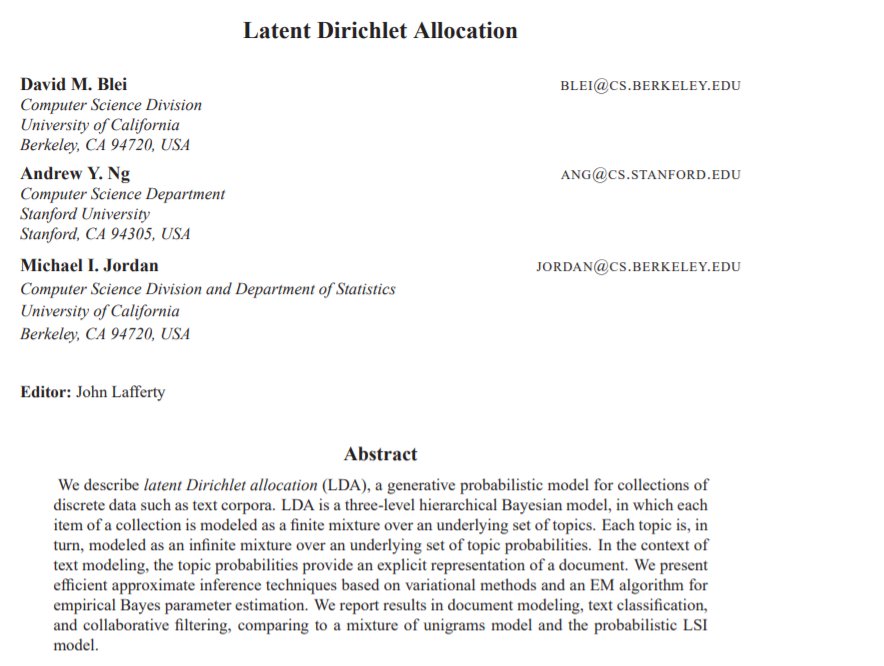 Latent Dirichlet Allocation
David M. Blei BLEI@CS.BERKELEY.EDU
Computer Science Division
University of California
Berkeley, CA 94720, USA
Andrew Y. Ng ANG@CS.STANFORD.EDU
Computer Science Department
Stanford University
Stanford, CA 94305, USA
Michael I. Jordan JORDAN@CS.BERKELEY.EDU
Computer Science Division and Department of Statistics
University of California
Berkeley, CA 94720, USA
Editor: John Lafferty
Abstract
We describe latent Dirichlet allocation (LDA), a generative probabilistic model for collections of
discrete data such as text corpora. LDA is a three-level hierarchical Bayesian model, in which each
item of a collection is modeled as a finite mixture over an underlying set of topics. Each topic is, in
turn, modeled as an infinite mixture over an underlying set of topic probabilities. In the context of
text modeling, the topic probabilities provide an explicit representation of a document. We present
efficient approximate inference techniques based on variational methods and an EM algorithm for
empirical Bayes parameter estimation. We report results in document modeling, text classification,
and collaborative filtering, comparing to a mixture of unigrams model and the probabilistic LSI
model.